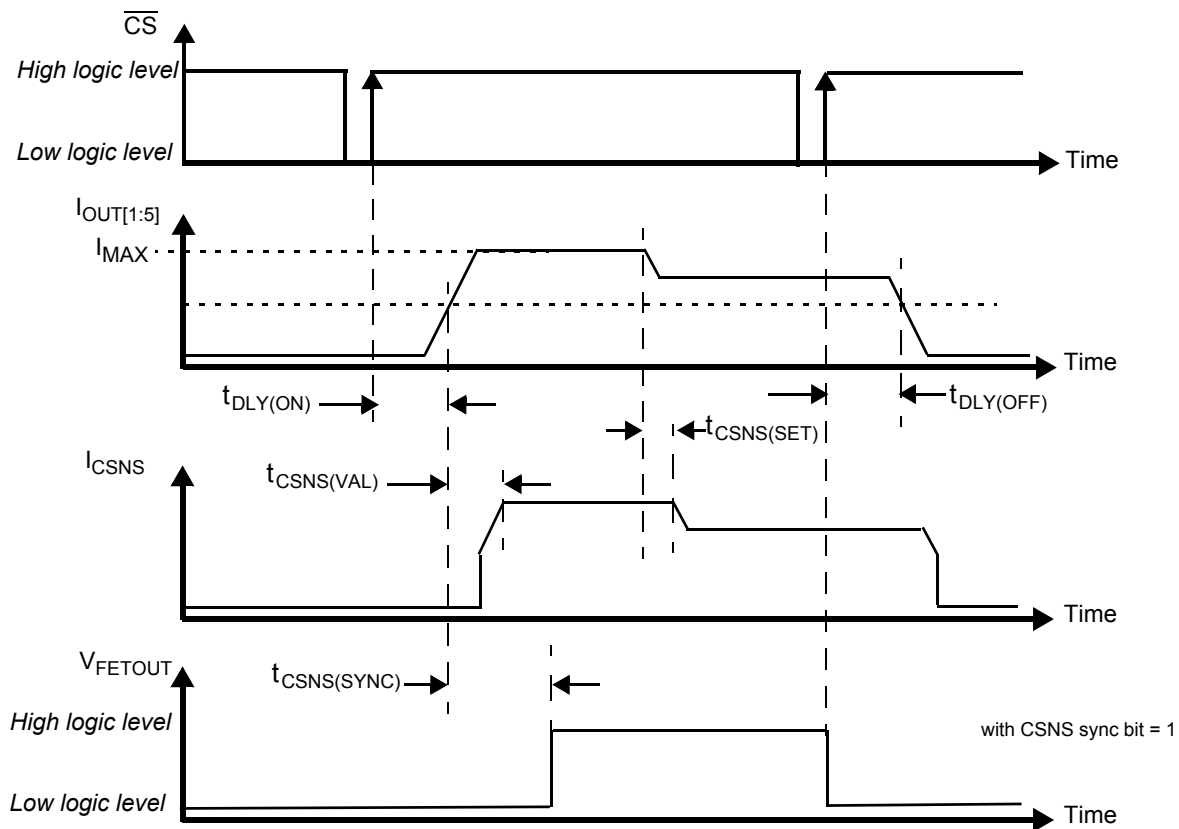 CS
High logic level
Low logic level
Time
IOUT[1:5]
IMAX
Time
tDLY(ON)
tDLY(OFF)
tCSNS(SET)
ICSNS
tCSNS(VAL)
Time
VFETOUT
tCSNS(SYNC)
High logic level
with CSNS sync bit = 1
Low logic level
Time